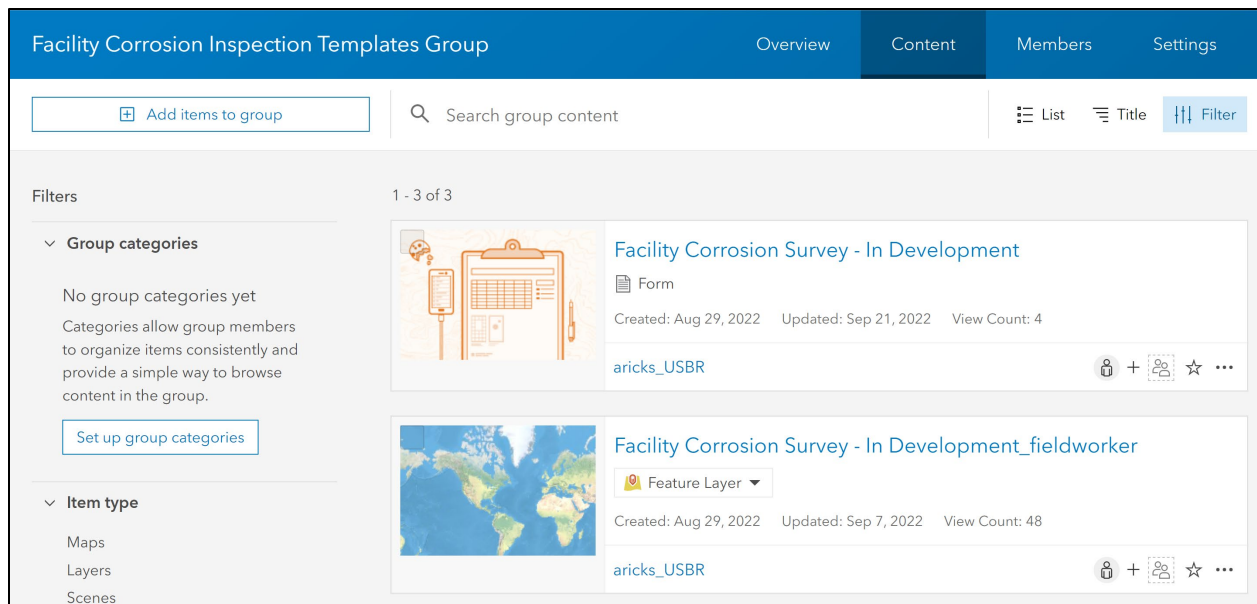 Facility Corrosion Inspection Templates Group
Overview
Content
Members
Settings
Add items to group
Search group content
List
Title
Filter
Filters
1 - 3 of 3
Group categories
No group categories yet
Categories allow group members
to organize items consistently and
provide a simple way to browse
content in the group.
Set up group categories
Item type
Maps
Layers
Scenes
Facility Corrosion Survey - In Development
Form
Created: Aug 29, 2022 Updated: Sep 21, 2022 View Count: 4
aricks_USBR
Facility Corrosion Survey - In Development_fieldworker
Feature Layer
Created: Aug 29, 2022 Updated: Sep 7, 2022 View Count: 48
aricks_USBR